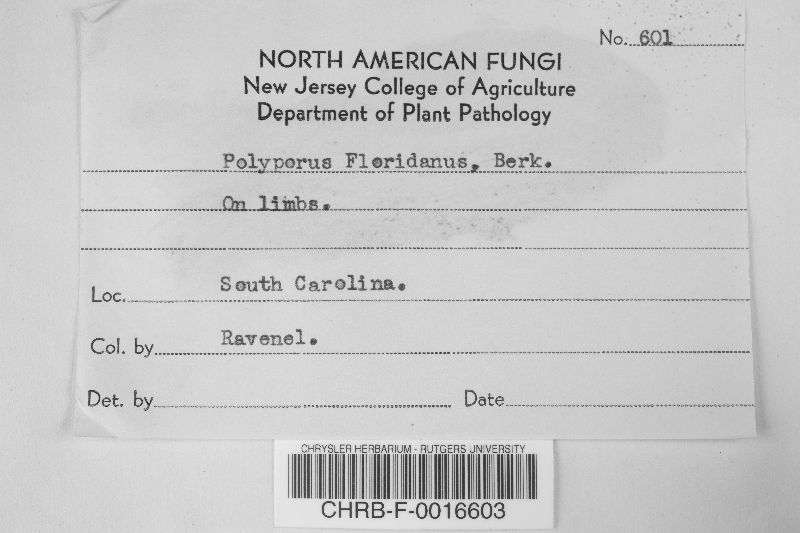 No. 601
NORTH AMERICAN FUNGI
New Jersey College of Agriculture
Department of Plant Pathology
Polyporus Floridanus, Berk.
On limbs.
Loc. South Carolina.
Col. by Ravenel.
Det. by Date
CHRYSLER HERBARIUM - RUTGERS UNIVERSITY
CHRB-F-0016603